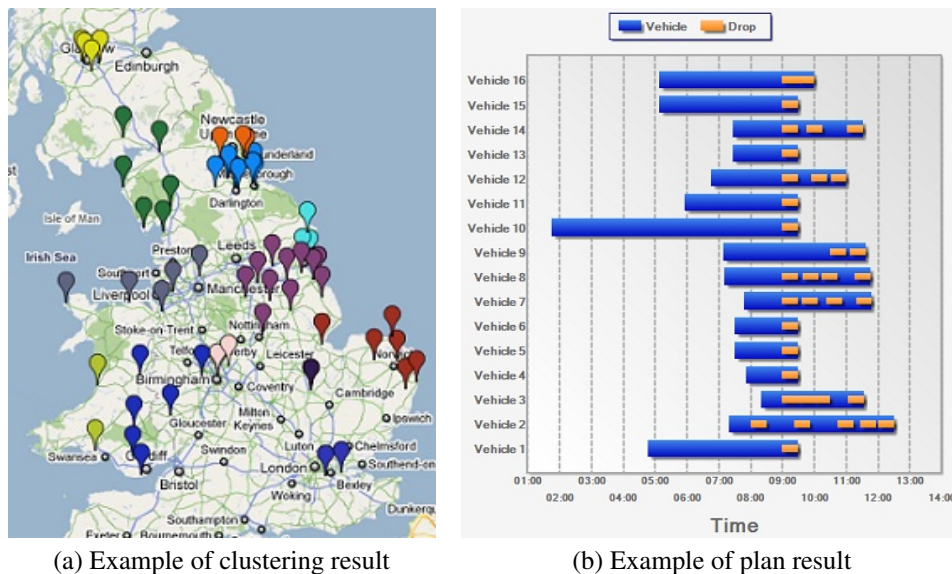 Glasgow
Edinburgh
Newcastle
Sunderland
Darlington
Isle of Man
Irish Sea
Preston
Leeds
Southport
Liverpool
Manchester
Stoke-on-Trent
Nottingham
Leicester
Norwich
Birmingham
Coventry
Cambridge
Milton
Keynes
Ipswich
Gloucester
Luton
Chelmsford
Swansea
Cardiff
Swindon
London
Southend-on
Bristol
Woking
Bexley
Southampton
Exeter
Bournemouth
Dunkerqu
(a) Example of clustering result
Vehicle Drop
Vehicle 16
Vehicle 15
Vehicle 14
Vehicle 13
Vehicle 12
Vehicle 11
Vehicle 10
Vehicle 9
Vehicle 8
Vehicle 7
Vehicle 6
Vehicle 5
Vehicle 4
Vehicle 3
Vehicle 2
Vehicle 1
01:00 03:00 05:00 07:00 09:00 11:00 13:00
02:00 04:00 06:00 08:00 10:00 12:00 14:00
Time
(b) Example of plan result